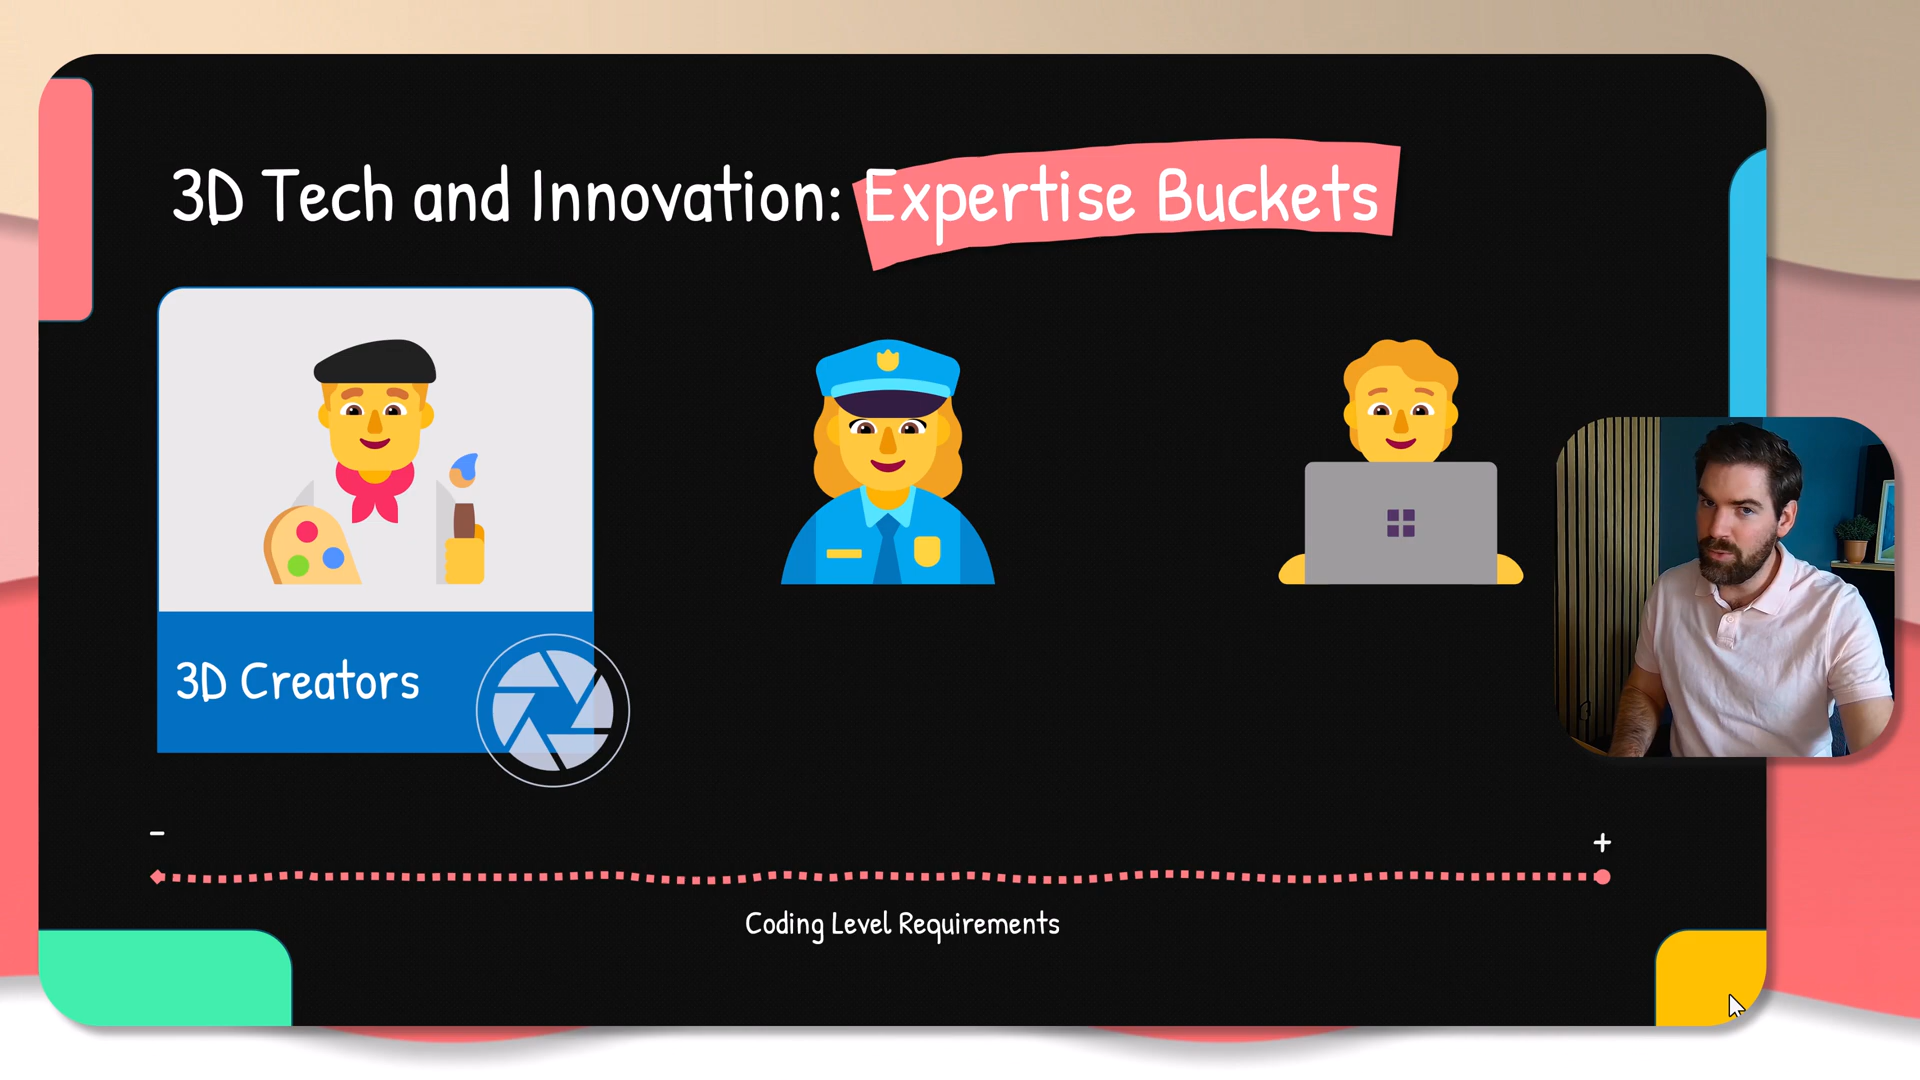 3D Tech and Innovation: Expertise Buckets
3D Creators
- +
Coding Level Requirements